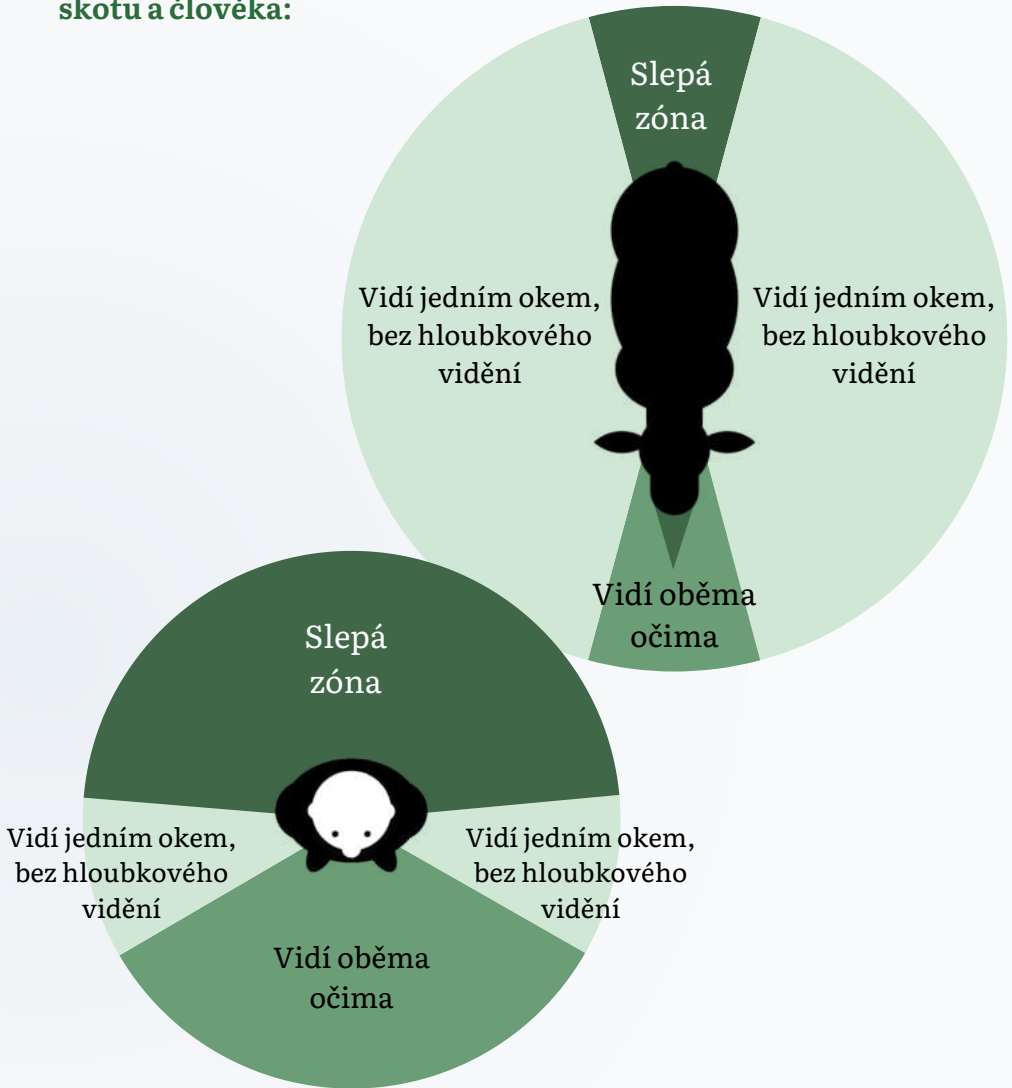 skotu a člověka:
Slepá
zóna
Vidí jedním okem,
bez hloubkového
vidění
Vidí jedním okem,
bez hloubkového
vidění
Vidí oběma
očima
Slepá
zóna
Vidí jedním okem,
bez hloubkového
vidění
Vidí jedním okem,
bez hloubkového
vidění
Vidí oběma
očima